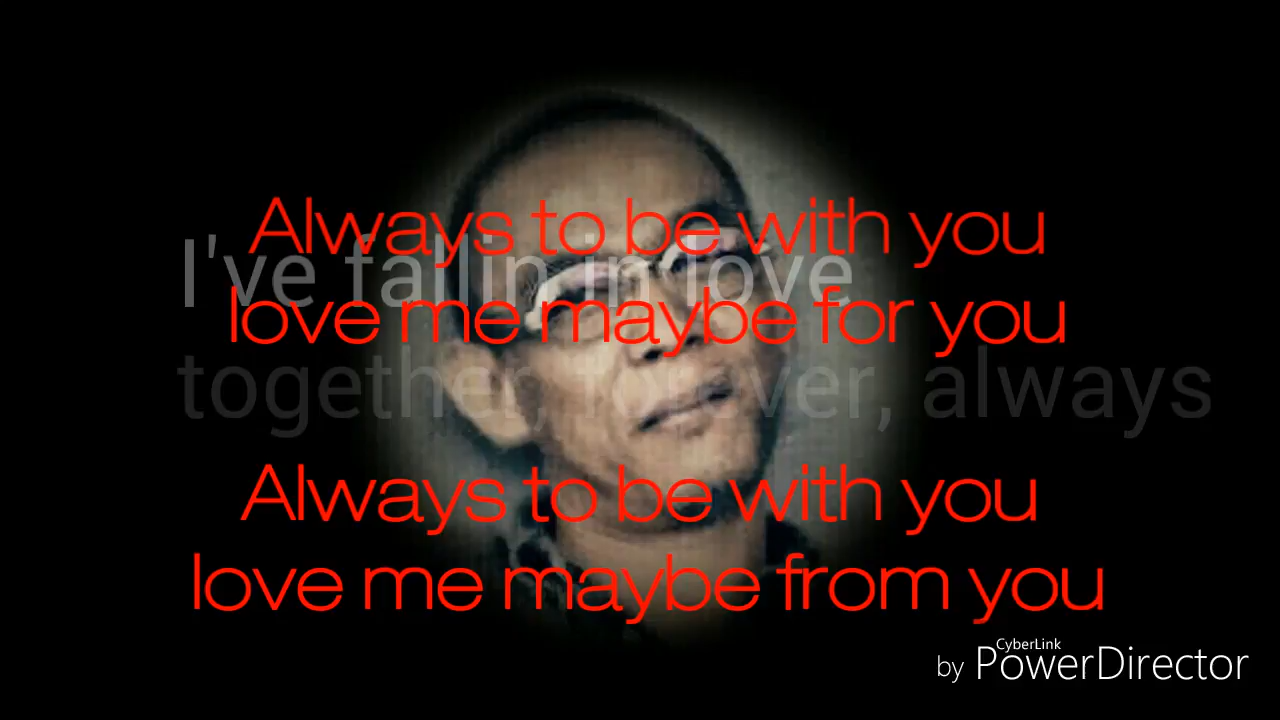 Always to be with you
I've fallin in love
love me maybe for you
together, forever, always
Always to be with you
love me maybe from you
CyberLink
by PowerDirector